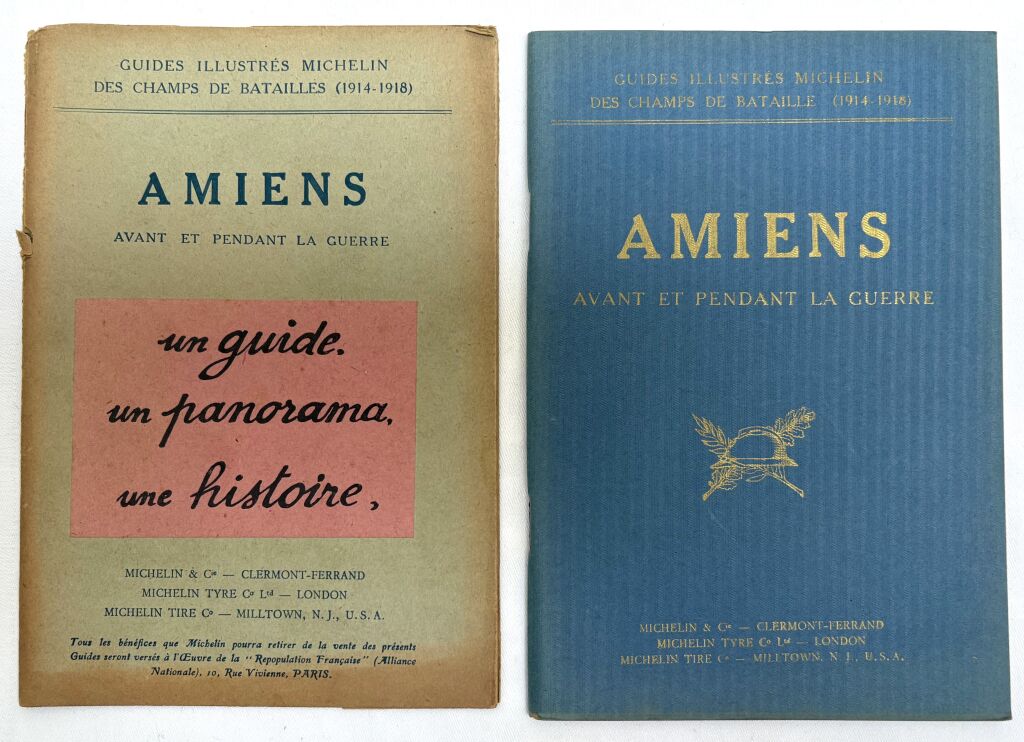 GUIDES ILLUSTRÉS MICHELIN
DES CHAMPS DE BATAILLES (1914-1918)
AMIENS
AVANT ET PENDANT LA GUERRE
un guide.
un panorama,
une histoire,
MICHELIN & Cie — CLERMONT-FERRAND
MICHELIN TYRE Co Ltd — LONDON
MICHELIN TIRE Co — MILLTOWN, N. J., U. S. A.
Tous les bénéfices que Michelin pourra retirer de la vente des présents
Guides seront versés à l'Œuvre de la "Repopulation Française" (Alliance
Nationale), 10, Rue Vivienne, PARIS.
GUIDES ILLUSTRÉS MICHELIN
DES CHAMPS DE BATAILLE (1914-1918)
AMIENS
AVANT ET PENDANT LA GUERRE
MICHELIN & Cie — CLERMONT-FERRAND
MICHELIN TYRE Co Ltd — LONDON
MICHELIN TIRE Co — MILLTOWN, N. J., U. S. A.